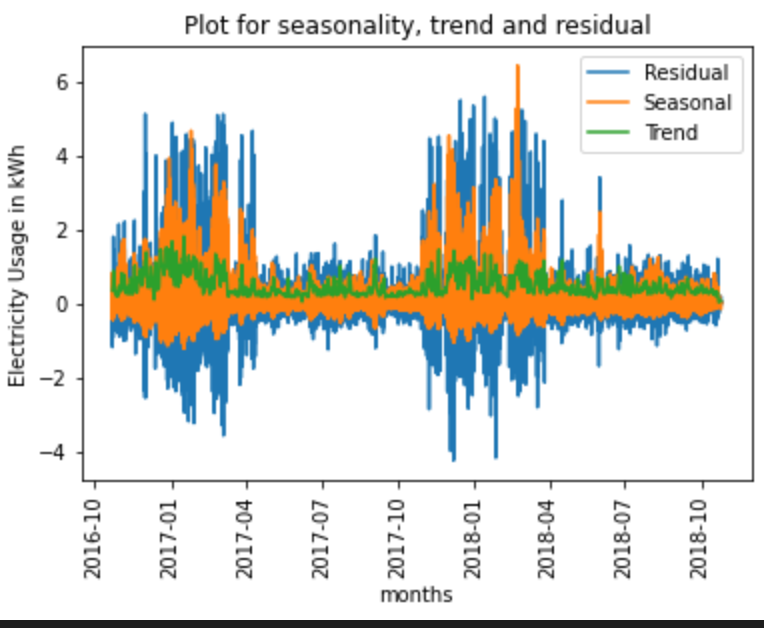 Plot for seasonality, trend and residual
Residual
Seasonal
Trend
Electricity Usage in kWh
6
4
2
0
−2
−4
2016-10
2017-01
2017-04
2017-07
2017-10
2018-01
2018-04
2018-07
2018-10
months